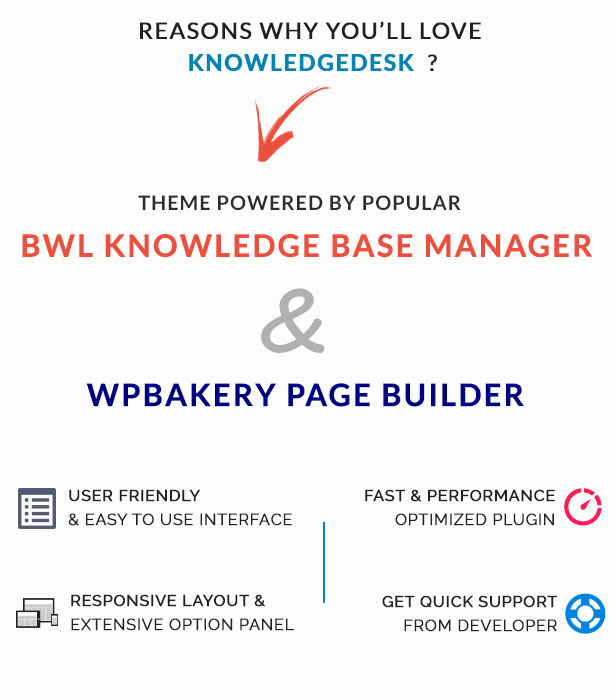 REASONS WHY YOU'LL LOVE
KNOWLEDGEDESK ?
THEME POWERED BY POPULAR
BWL KNOWLEDGE BASE MANAGER
&
WPBAKERY PAGE BUILDER
USER FRIENDLY
& EASY TO USE INTERFACE
FAST & PERFORMANCE
OPTIMIZED PLUGIN
RESPONSIVE LAYOUT &
EXTENSIVE OPTION PANEL
GET QUICK SUPPORT
FROM DEVELOPER